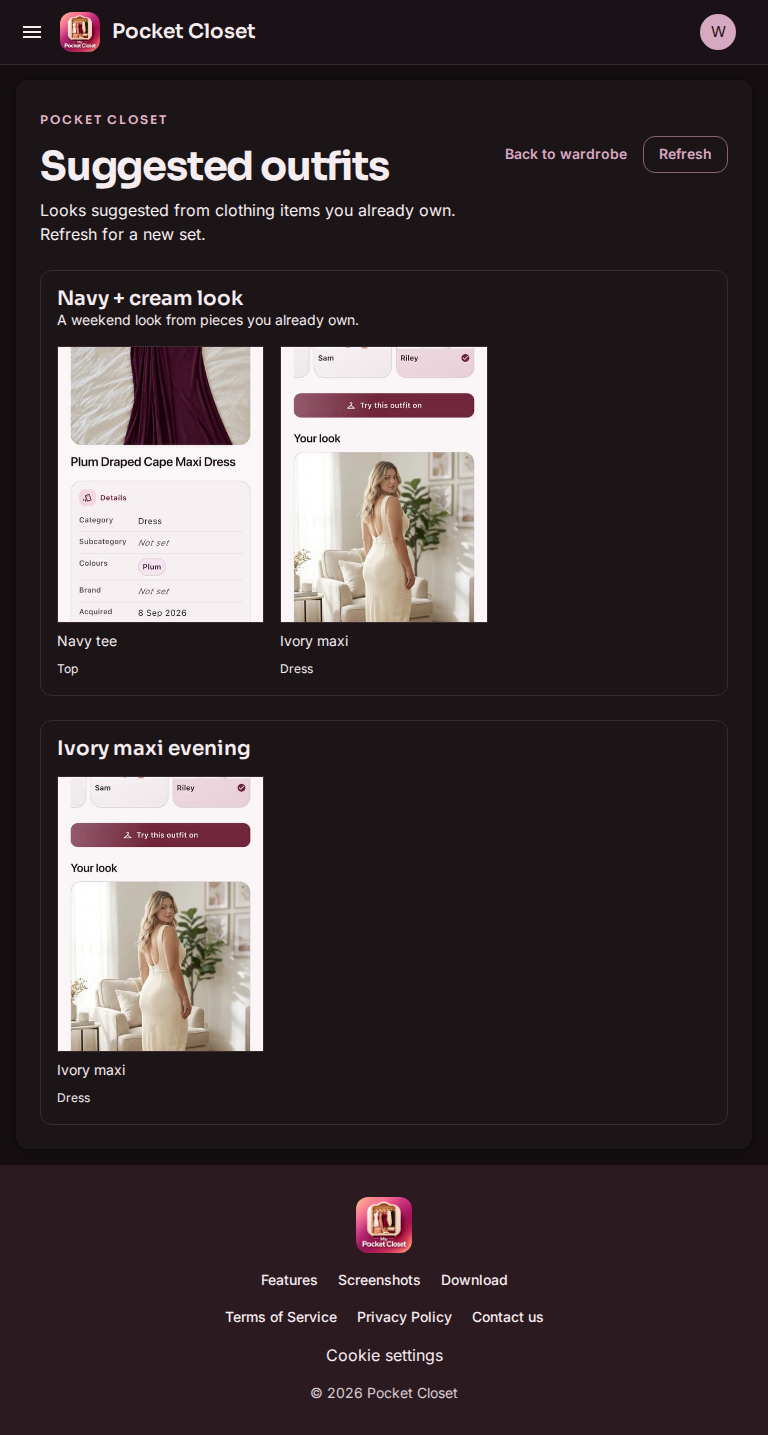 Pocket Closet
W
POCKET CLOSET
Suggested outfits
Back to wardrobe
Refresh
Looks suggested from clothing items you already own.
Refresh for a new set.
Navy + cream look
A weekend look from pieces you already own.
Plum Draped Cape Maxi Dress
Details
Category Dress
Subcategory Not set
Colours Plum
Brand Not set
Acquired 8 Sep 2026
Navy tee
Top
Sam
Riley
Try this outfit on
Your look
Ivory maxi
Dress
Ivory maxi evening
Sam
Riley
Try this outfit on
Your look
Ivory maxi
Dress
My
Pocket Closet
Features Screenshots Download
Terms of Service Privacy Policy Contact us
Cookie settings
© 2026 Pocket Closet